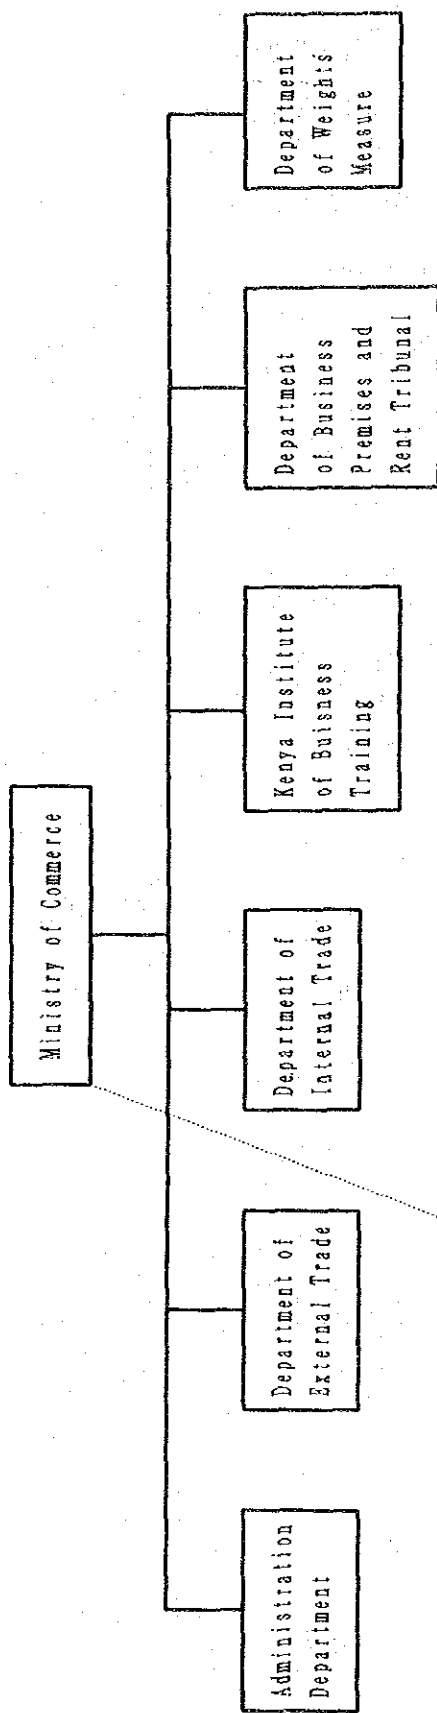 Ministry of Commerce
Administration
Department
Department of
External Trade
Department of
Internal Trade
Kenya Institute
of Buisness
Training
Department
of Business
Premises and
Rent Tribunal
Department
of Weights
Measure